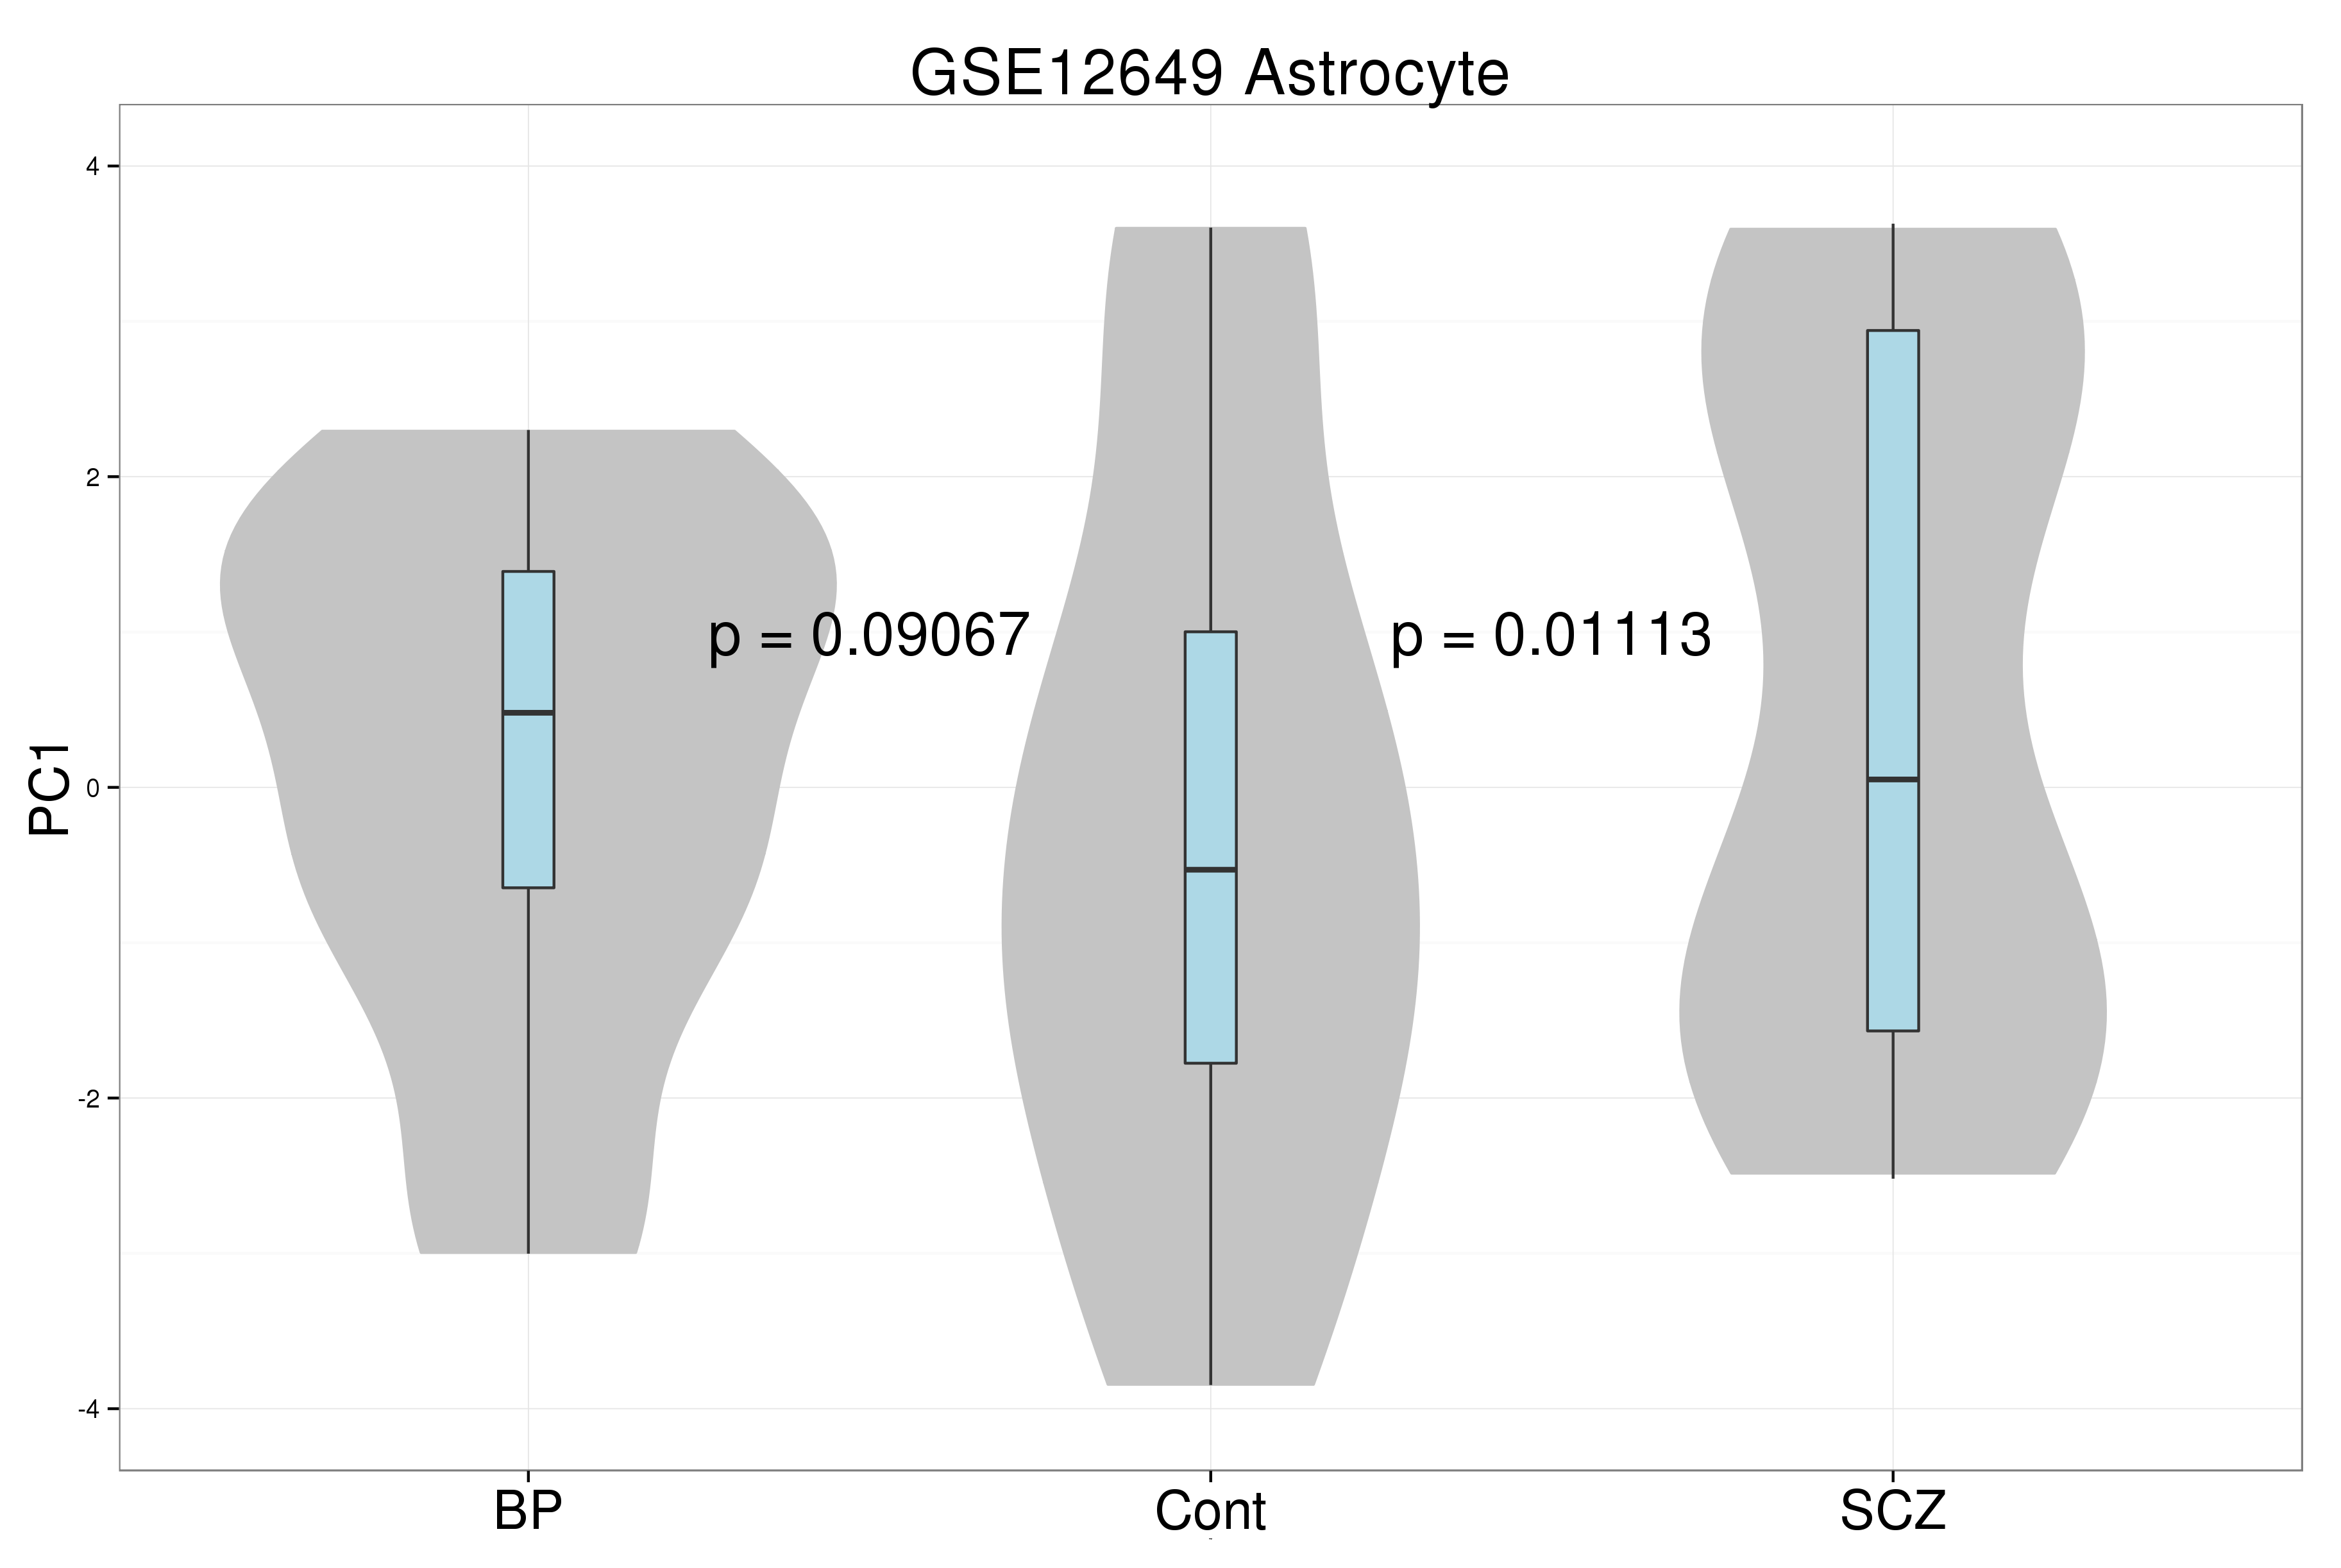 GSE12649 Astrocyte
PC1
4
2
0
-2
-4
p = 0.09067
p = 0.01113
BP
Cont
SCZ